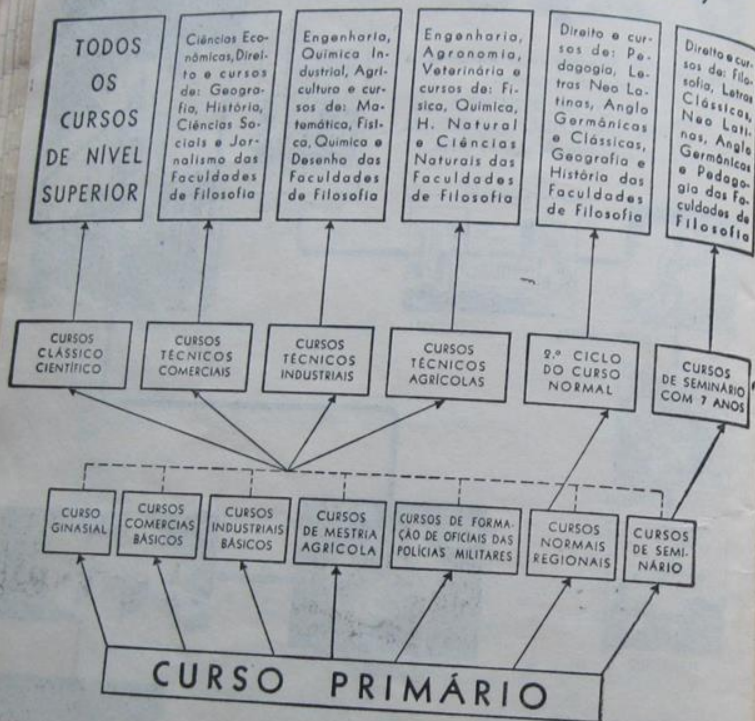 TODOS
OS
CURSOS
DE NÍVEL
SUPERIOR
Ciências Eco-
nômicas, Direi-
to e cursos
de: Geogra-
fia, História,
Ciências So-
ciais e Jor-
nalismo das
Faculdades
de Filosofia
Engenharia,
Química In-
dustrial, Agri-
cultura e cur-
sos de: Ma-
temática, Físi-
ca, Química e
Desenho das
Faculdades
de Filosofia
Engenharia,
Agronomia,
Veterinária e
cursos de: Fí-
sica, Química,
H. Natural
e Ciências
Naturais das
Faculdades
de Filosofia
Direito e cur-
sos de: Pe-
dagogia, Le-
tras Neo La-
tinas, Anglo
Germânicas
e Clássicas,
Geografia e
História das
Faculdades
de Filosofia
Direito e cur-
sos de: Filo-
sofia, Letras
Clássicas,
Neo Lati-
nas, Anglo
Germânicas
e Pedago-
gia das Fa-
culdades de
Filosofia
CURSOS
CLÁSSICO
CIENTÍFICO
CURSOS
TÉCNICOS
COMERCIAIS
CURSOS
TÉCNICOS
INDUSTRIAIS
CURSOS
TÉCNICOS
AGRÍCOLAS
2.º CICLO
DO CURSO
NORMAL
CURSOS
DE SEMINÁRIO
COM 7 ANOS
CURSO
GINASIAL
CURSOS
COMERCIAS
BÁSICOS
CURSOS
INDUSTRIAIS
BÁSICOS
CURSOS
DE MESTRIA
AGRÍCOLA
CURSOS DE FORMA-
ÇÃO DE OFICIAIS DAS
POLÍCIAS MILITARES
CURSOS
NORMAIS
REGIONAIS
CURSOS
DE SEMI-
NÁRIO
CURSO PRIMÁRIO